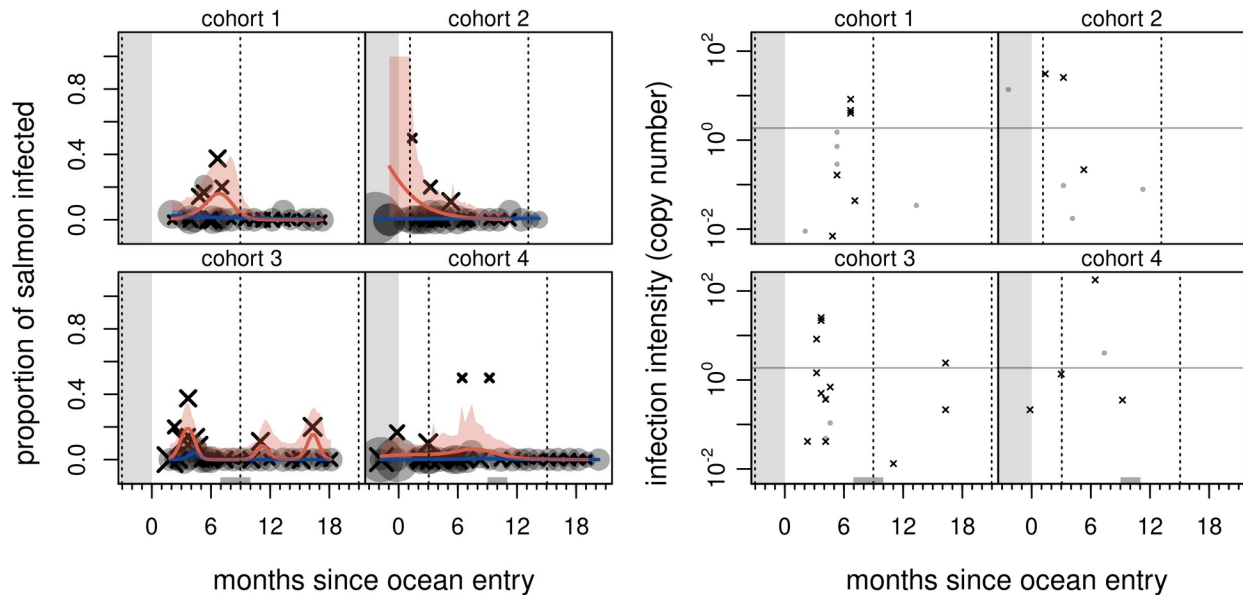 cohort 1 cohort 2 cohort 1 cohort 2
proportion of salmon infected
0.0 0.4 0.8
infection intensity (copy number)
10^-2 10^0 10^2
cohort 3 cohort 4 cohort 3 cohort 4
0.0 0.4 0.8
10^-2 10^0 10^2
0 6 12 18 0 6 12 18 0 6 12 18 0 6 12 18
months since ocean entry months since ocean entry